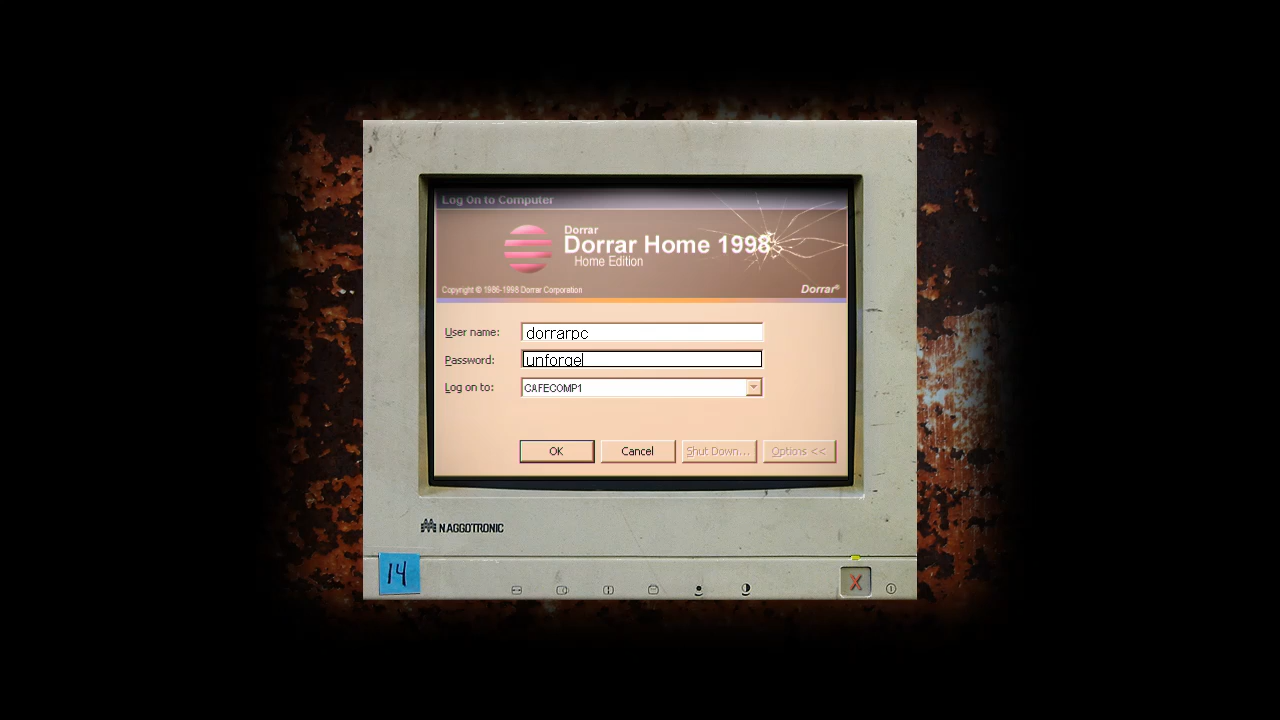 Log On to Computer
Dorrar
Dorrar Home 1998
Home Edition
Copyright © 1986-1998 Dorrar Corporation
Dorrar®
User name: dorrarpc
Password: unforgel
Log on to: CAFECOMP1
OK Cancel Shut Down... Options <<
NAGGOTRONIC
14
X